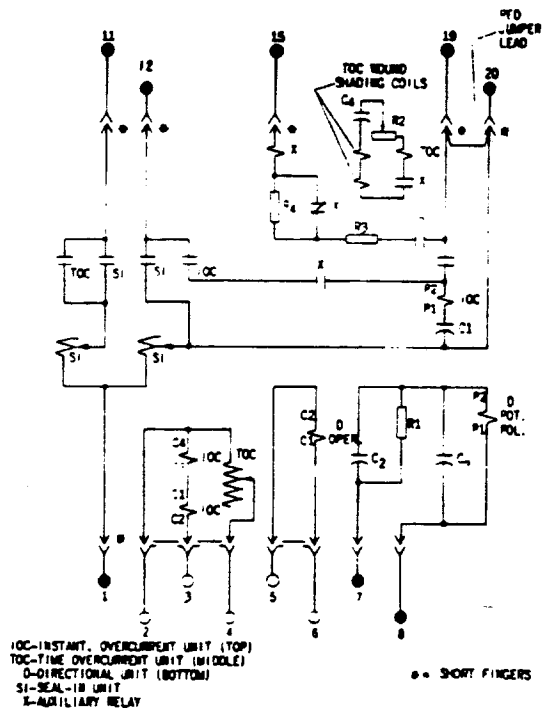 11
12
15
19
RED
JUMPER
LEAD
20
TOC WOUND
SHADING COILS
C4
R2
TOC
X
X
R4
X
R3
TOC
SI
SI
TOC
X
P2
P1
IOC
C1
SI
SI
C4
IOC
TOC
C1
C2
IOC
C2
C1
D
OPER.
C2
R1
P2
P1
D
POT.
POL.
1
2
3
4
5
6
7
8
IOC-INSTANT. OVERCURRENT UNIT (TOP)
TOC-TIME OVERCURRENT UNIT (MIDDLE)
D-DIRECTIONAL UNIT (BOTTOM)
SI-SEAL-IN UNIT
X-AUXILIARY RELAY
= SHORT FINGERS